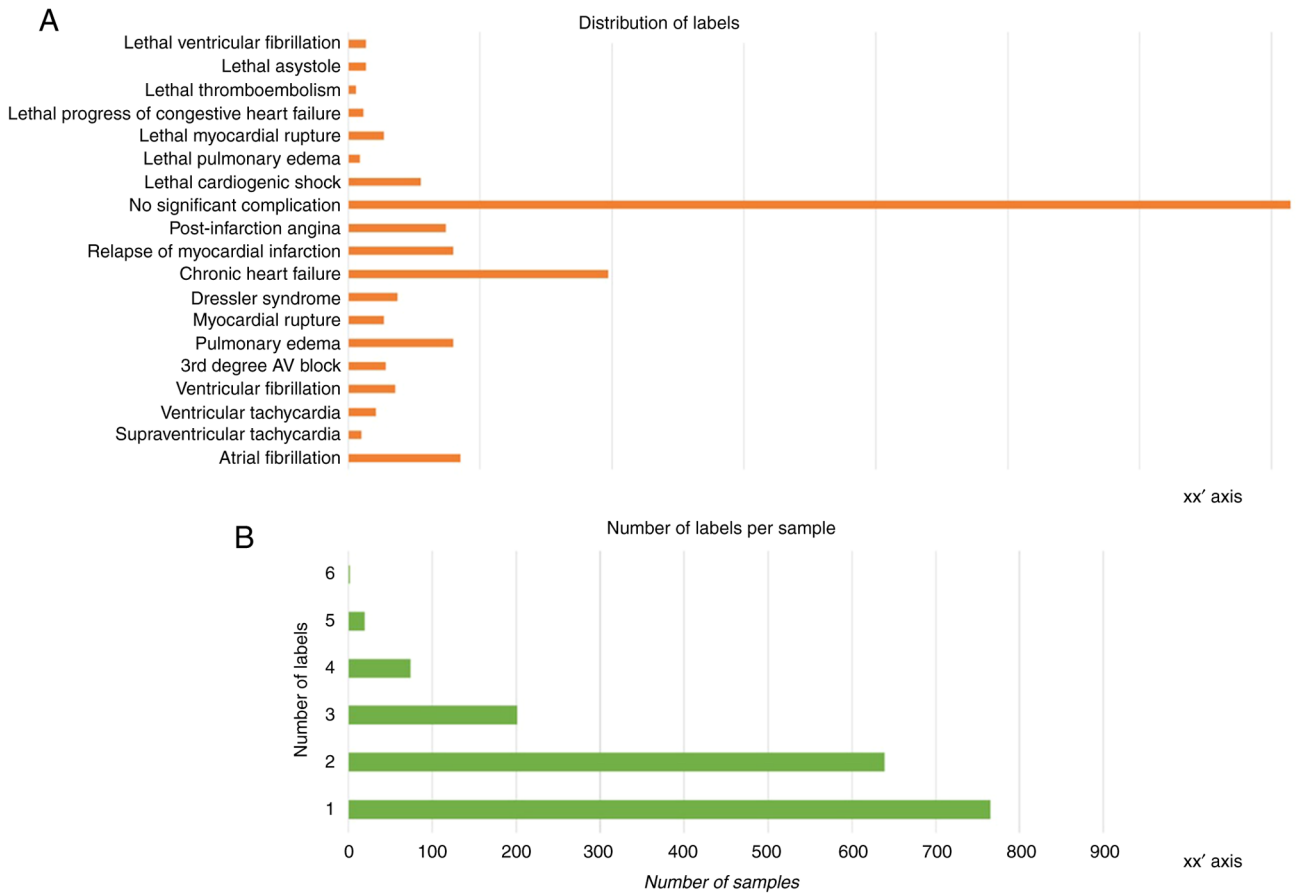 A
Distribution of labels
Lethal ventricular fibrillation
Lethal asystole
Lethal thromboembolism
Lethal progress of congestive heart failure
Lethal myocardial rupture
Lethal pulmonary edema
Lethal cardiogenic shock
No significant complication
Post-infarction angina
Relapse of myocardial infarction
Chronic heart failure
Dressler syndrome
Myocardial rupture
Pulmonary edema
3rd degree AV block
Ventricular fibrillation
Ventricular tachycardia
Supraventricular tachycardia
Atrial fibrillation
xx′ axis
B
Number of labels per sample
Number of labels
6
5
4
3
2
1
0 100 200 300 400 500 600 700 800 900
xx′ axis
Number of samples